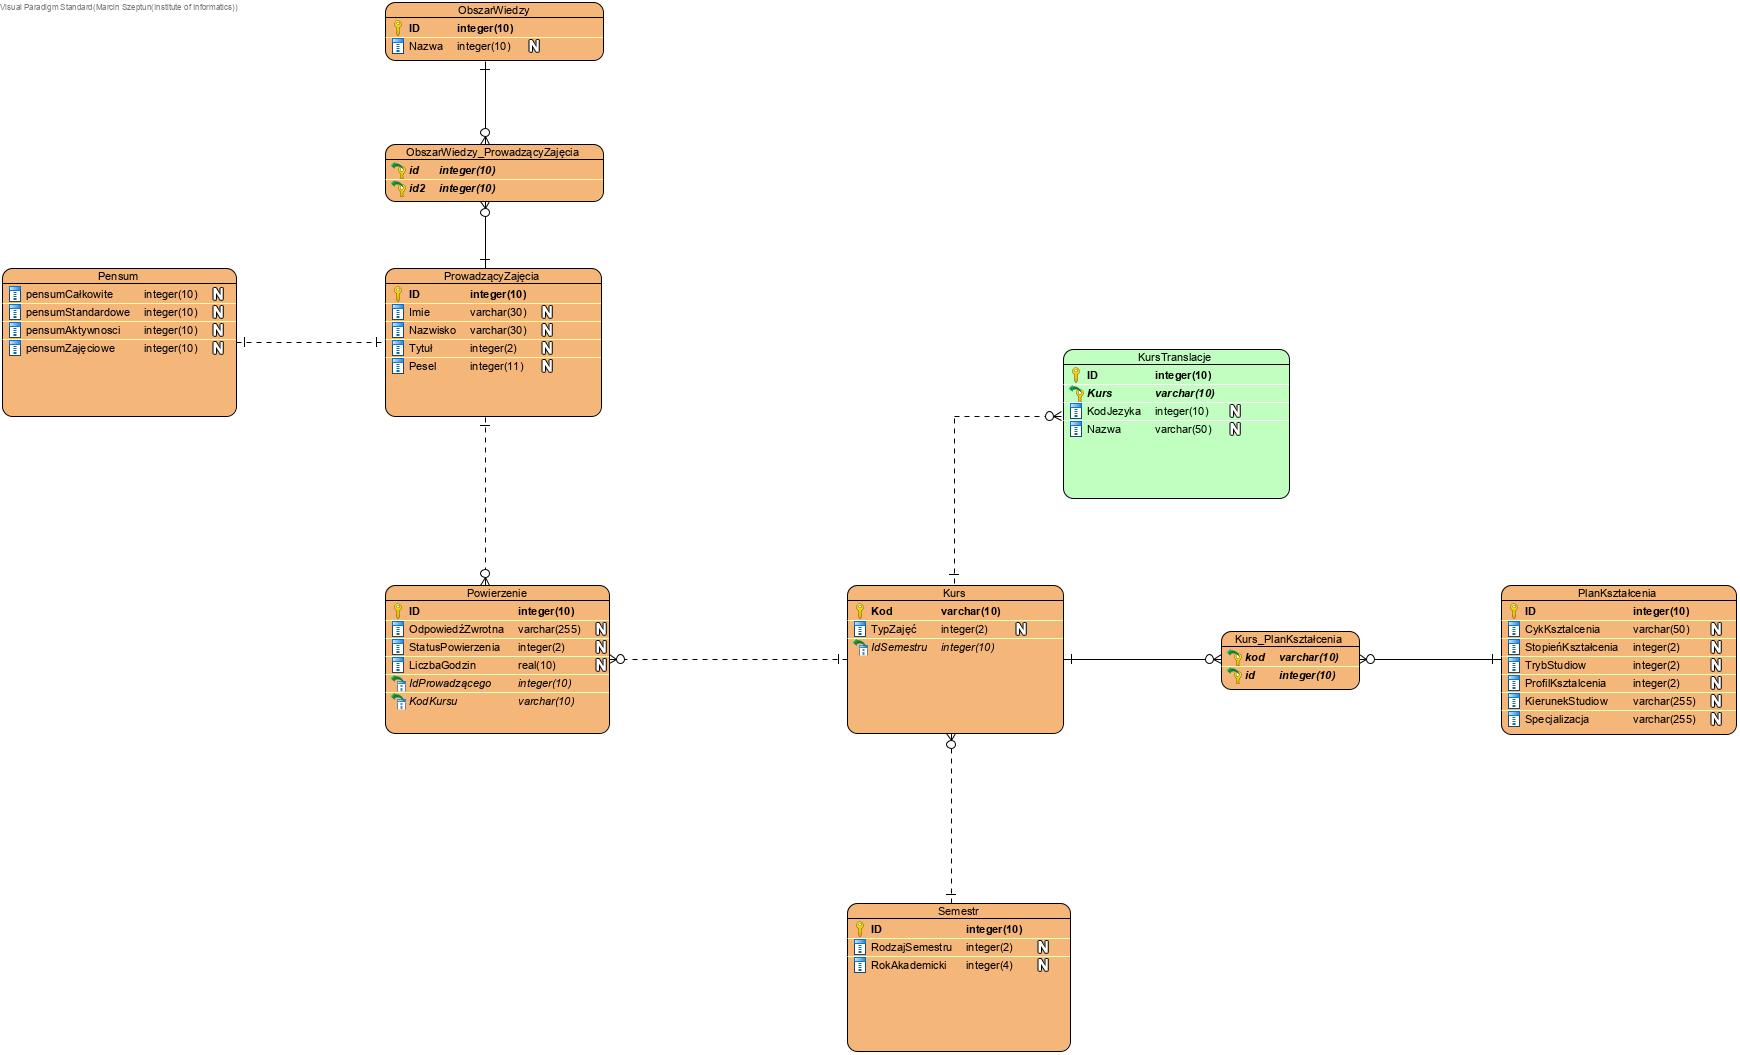 Visual Paradigm Standard(Marcin Szeptun(Institute of Informatics))
ObszarWiedzy
ID integer(10)
Nazwa integer(10) N
ObszarWiedzy_ProwadzącyZajęcia
id integer(10)
id2 integer(10)
Pensum
pensumCałkowite integer(10) N
pensumStandardowe integer(10) N
pensumAktywnosci integer(10) N
pensumZajęciowe integer(10) N
ProwadzącyZajęcia
ID integer(10)
Imie varchar(30) N
Nazwisko varchar(30) N
Tytuł integer(2) N
Pesel integer(11) N
KursTranslacje
ID integer(10)
Kurs varchar(10)
KodJezyka integer(10) N
Nazwa varchar(50) N
Powierzenie
ID integer(10)
OdpowiedźZwrotna varchar(255) N
StatusPowierzenia integer(2) N
LiczbaGodzin real(10) N
IdProwadzącego integer(10)
KodKursu varchar(10)
Kurs
Kod varchar(10)
TypZajęć integer(2) N
IdSemestru integer(10)
Kurs_PlanKształcenia
kod varchar(10)
id integer(10)
PlanKształcenia
ID integer(10)
CykKsztalcenia varchar(50) N
StopieńKształcenia integer(2) N
TrybStudiow integer(2) N
ProfilKsztalcenia integer(2) N
KierunekStudiow varchar(255) N
Specjalizacja varchar(255) N
Semestr
ID integer(10)
RodzajSemestru integer(2) N
RokAkademicki integer(4) N